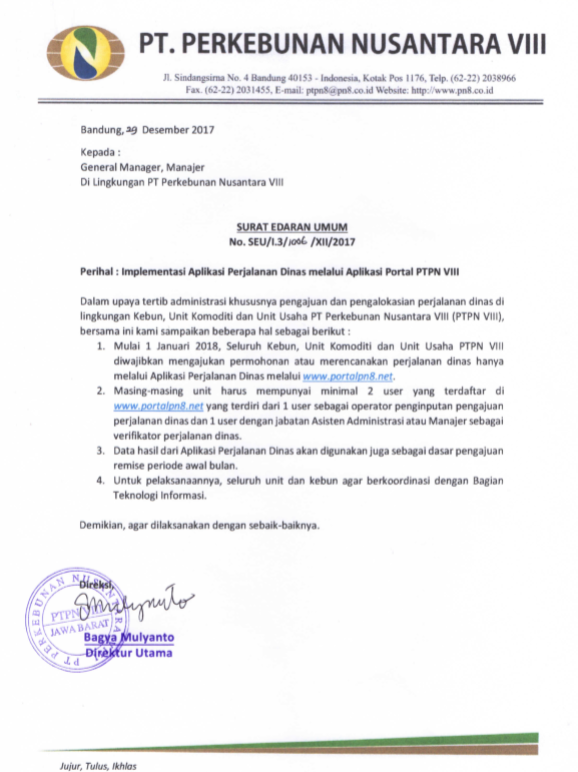 PT. PERKEBUNAN NUSANTARA VIII
Jl. Sindangsirna No. 4 Bandung 40153 - Indonesia, Kotak Pos 1176, Telp. (62-22) 2038966
Fax. (62-22) 2031455, E-mail: ptpn8@pn8.co.id Website: http://www.pn8.co.id
Bandung, 29 Desember 2017
Kepada :
General Manager, Manajer
Di Lingkungan PT Perkebunan Nusantara VIII
SURAT EDARAN UMUM
No. SEU/I.3/1006 /XII/2017
Perihal : Implementasi Aplikasi Perjalanan Dinas melalui Aplikasi Portal PTPN VIII
Dalam upaya tertib administrasi khususnya pengajuan dan pengalokasian perjalanan dinas di
lingkungan Kebun, Unit Komoditi dan Unit Usaha PT Perkebunan Nusantara VIII (PTPN VIII),
bersama ini kami sampaikan beberapa hal sebagai berikut :
1. Mulai 1 Januari 2018, Seluruh Kebun, Unit Komoditi dan Unit Usaha PTPN VIII
diwajibkan mengajukan permohonan atau merencanakan perjalanan dinas hanya
melalui Aplikasi Perjalanan Dinas melalui www.portalpn8.net.
2. Masing-masing unit harus mempunyai minimal 2 user yang terdaftar di
www.portalpn8.net yang terdiri dari 1 user sebagai operator penginputan pengajuan
perjalanan dinas dan 1 user dengan jabatan Asisten Administrasi atau Manajer sebagai
verifikator perjalanan dinas.
3. Data hasil dari Aplikasi Perjalanan Dinas akan digunakan juga sebagai dasar pengajuan
remise periode awal bulan.
4. Untuk pelaksanaannya, seluruh unit dan kebun agar berkoordinasi dengan Bagian
Teknologi Informasi.
Demikian, agar dilaksanakan dengan sebaik-baiknya.
Direksi,
PT PERKEBUNAN NUSANTARA
PTPN
JAWA BARAT
Bagya Mulyanto
Direktur Utama
Jujur, Tulus, Ikhlas